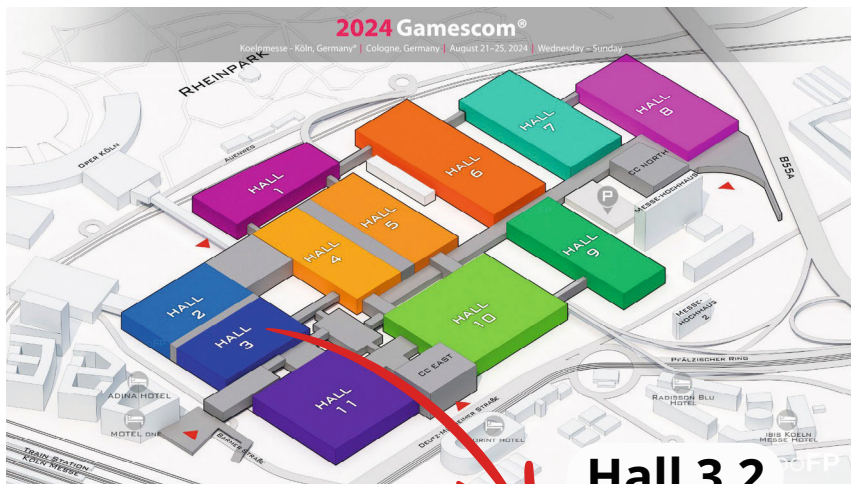 2024 Gamescom®
Koelnmesse - Köln, Germany* | Cologne, Germany | August 21–25, 2024 | Wednesday – Sunday
RHEINPARK
OPER KÖLN
AUENWEG
HALL 1
HALL 6
HALL 7
HALL 8
CC NORTH
B55A
P
MESSE-HOCHHAUS
HALL 5
HALL 4
HALL 9
HALL 2
HALL 3
HALL 10
MESSE-HOCHHAUS 2
CC EAST
PFÄLZISCHER RING
HALL 11
ADINA HOTEL
MOTEL ONE
RADISSON BLU HOTEL
BARMER STRAßE
IBIS KOELN MESSE HOTEL
TRAIN STATION KÖLN MESSE
Hall 3.2